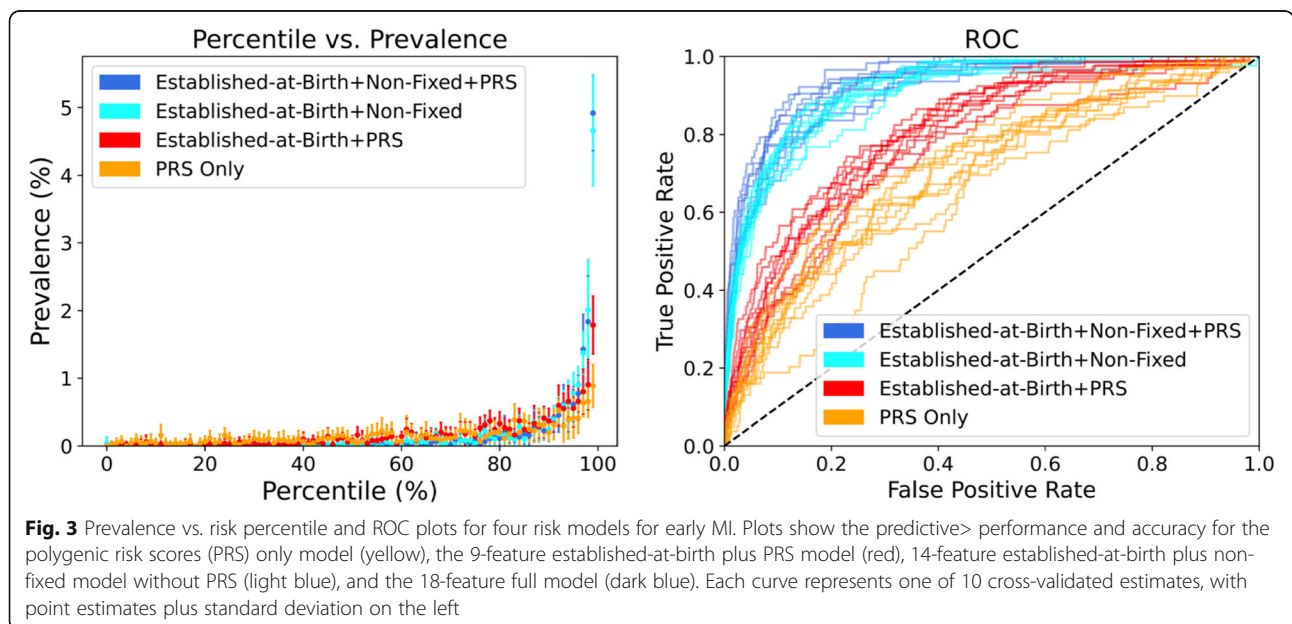 Percentile vs. Prevalence
Established-at-Birth+Non-Fixed+PRS
Established-at-Birth+Non-Fixed
Established-at-Birth+PRS
PRS Only
Prevalence (%)
5
4
3
2
1
0
0 20 40 60 80 100
Percentile (%)
ROC
True Positive Rate
1.0
0.8
0.6
0.4
0.2
0.0
Established-at-Birth+Non-Fixed+PRS
Established-at-Birth+Non-Fixed
Established-at-Birth+PRS
PRS Only
0.0 0.2 0.4 0.6 0.8 1.0
False Positive Rate
Fig. 3 Prevalence vs. risk percentile and ROC plots for four risk models for early MI. Plots show the predictive> performance and accuracy for the
polygenic risk scores (PRS) only model (yellow), the 9-feature established-at-birth plus PRS model (red), 14-feature established-at-birth plus non-
fixed model without PRS (light blue), and the 18-feature full model (dark blue). Each curve represents one of 10 cross-validated estimates, with
point estimates plus standard deviation on the left